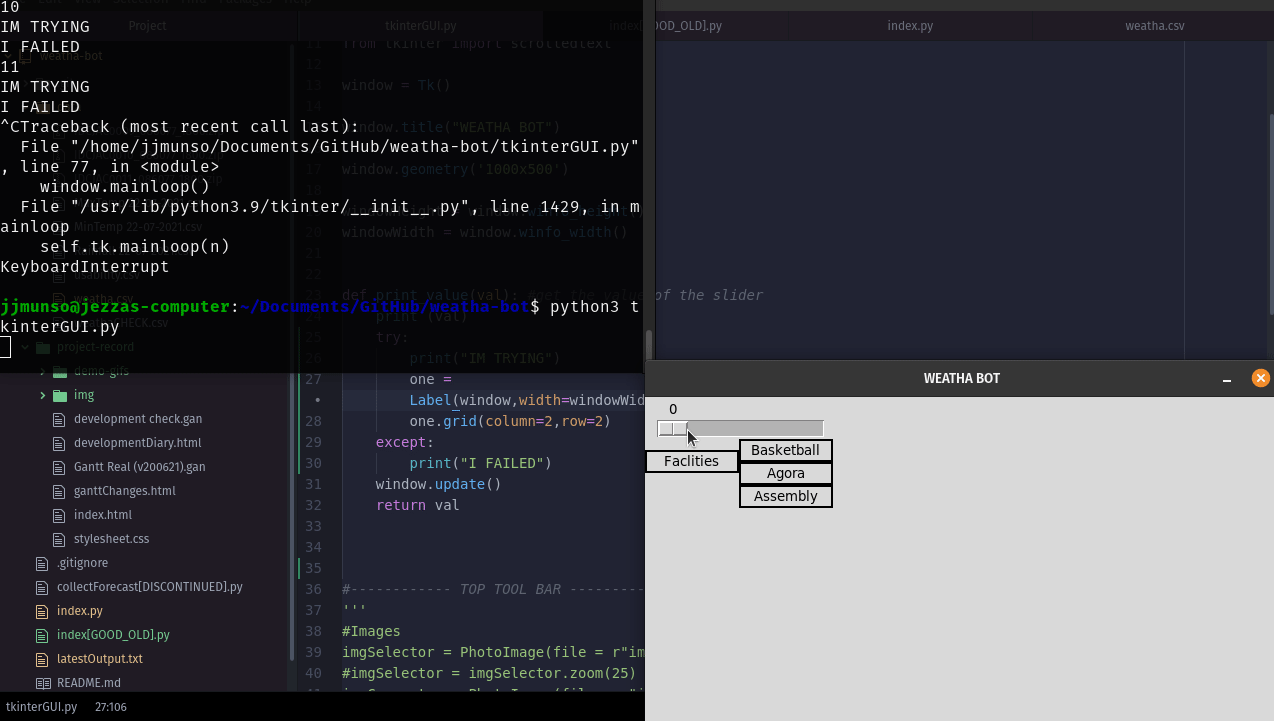 10
IM TRYING
I FAILED
11
IM TRYING
I FAILED
^CTraceback (most recent call last):
  File "/home/jjmunso/Documents/GitHub/weatha-bot/tkinterGUI.py"
, line 77, in <module>
    window.mainloop()
  File "/usr/lib/python3.9/tkinter/__init__.py", line 1429, in m
ainloop
    self.tk.mainloop(n)
KeyboardInterrupt
jjmunso@jezzas-computer:~/Documents/GitHub/weatha-bot$ python3 t
kinterGUI.py
Project
tkinterGUI.py
index[GOOD_OLD].py
index.py
weatha.csv
weatha-bot
MinTemp 22-07-2021.csv
weatha.csv
project-record
demo-gifs
img
development check.gan
developmentDiary.html
Gantt Real (v200621).gan
ganttChanges.html
index.html
stylesheet.css
.gitignore
collectForecast[DISCONTINUED].py
index.py
index[GOOD_OLD].py
latestOutput.txt
README.md
11 from tkinter import scrolledtext
12
13 window = Tk()
14
window.title("WEATHA BOT")
17 window.geometry('1000x500')
20 windowWidth = window.winfo_width()
21
22
23 def print_value(val): #get the value of the slider
24 print (val)
25 try:
26 print("IM TRYING")
27 one =
• Label(window,width=windowWid
28 one.grid(column=2,row=2)
29 except:
30 print("I FAILED")
31 window.update()
32 return val
33
34
35
36 #------------ TOP TOOL BAR ---------
37 '''
38 #Images
39 imgSelector = PhotoImage(file = r"im
40 #imgSelector = imgSelector.zoom(25)
tkinterGUI.py 27:106
WEATHA BOT
0
Faclities
Basketball
Agora
Assembly